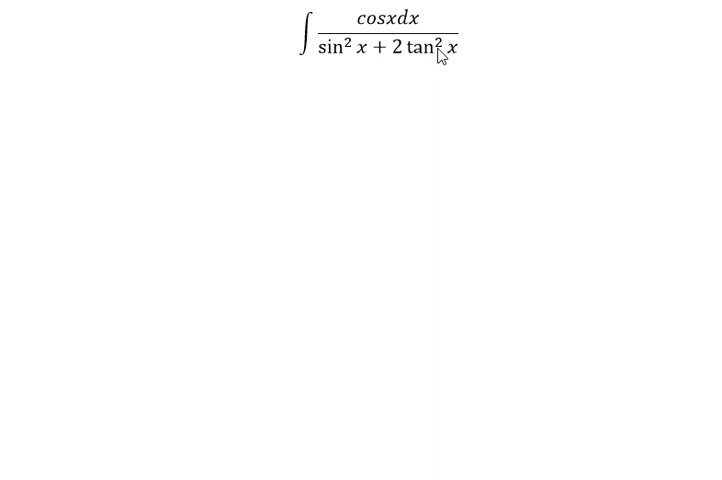 ∫ cosxdx / (sin² x + 2 tan² x)